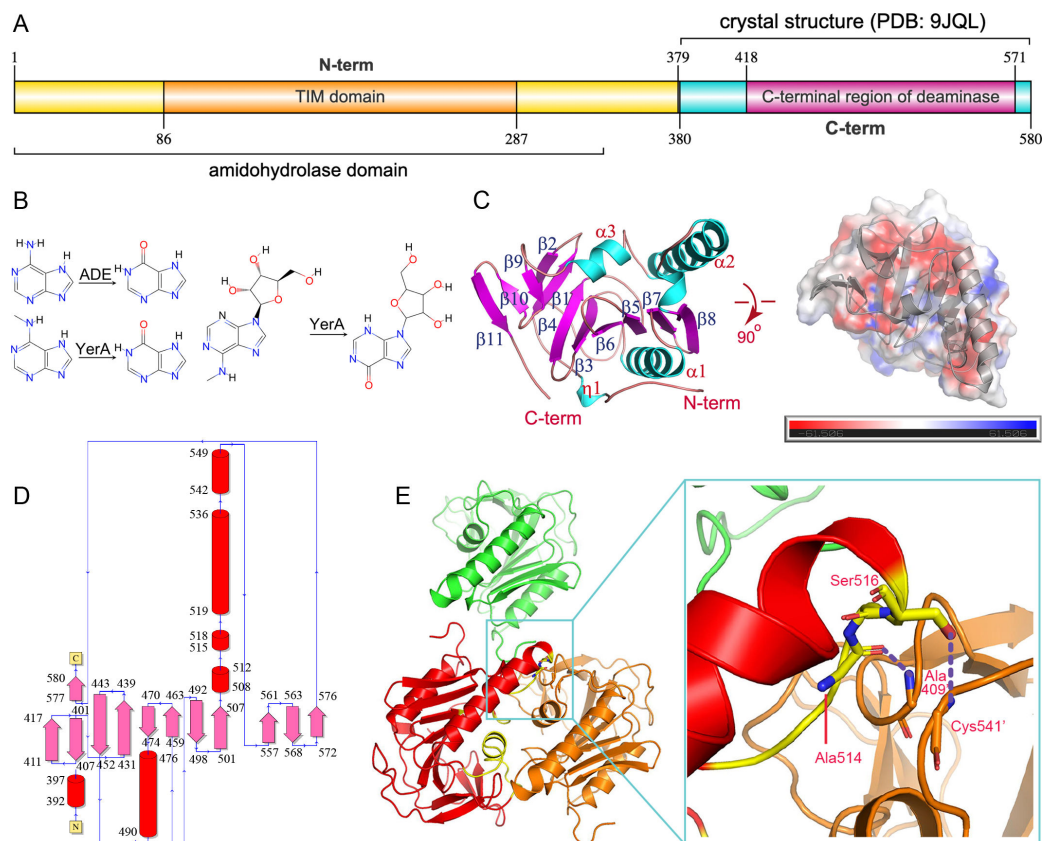 A
crystal structure (PDB: 9JQL)
1
N-term
379
418
571
TIM domain
C-terminal region of deaminase
86
287
380
C-term
580
amidohydrolase domain
B
H N H
N N N N H
ADE
O
H N N N N H
N H
N N N N H
YerA
O
H N N N N H
H O O O H O H
N N N N
N H
YerA
H O O O H O H
H N N N N
O
C
α3
β2
β9
α2
β10
β1
β5
β7
β4
β8
β11
β6
β3
α1
η1
N-term
C-term
90°
-61.506
61.506
D
549
542
536
519
518
515
512
508
C
580
577
443
439
470
463
492
507
561
563
576
417
401
411
407
452
431
474
459
476
498
501
557
568
572
397
392
N
490
E
Ser516
Ala
409
Cys541'
Ala514